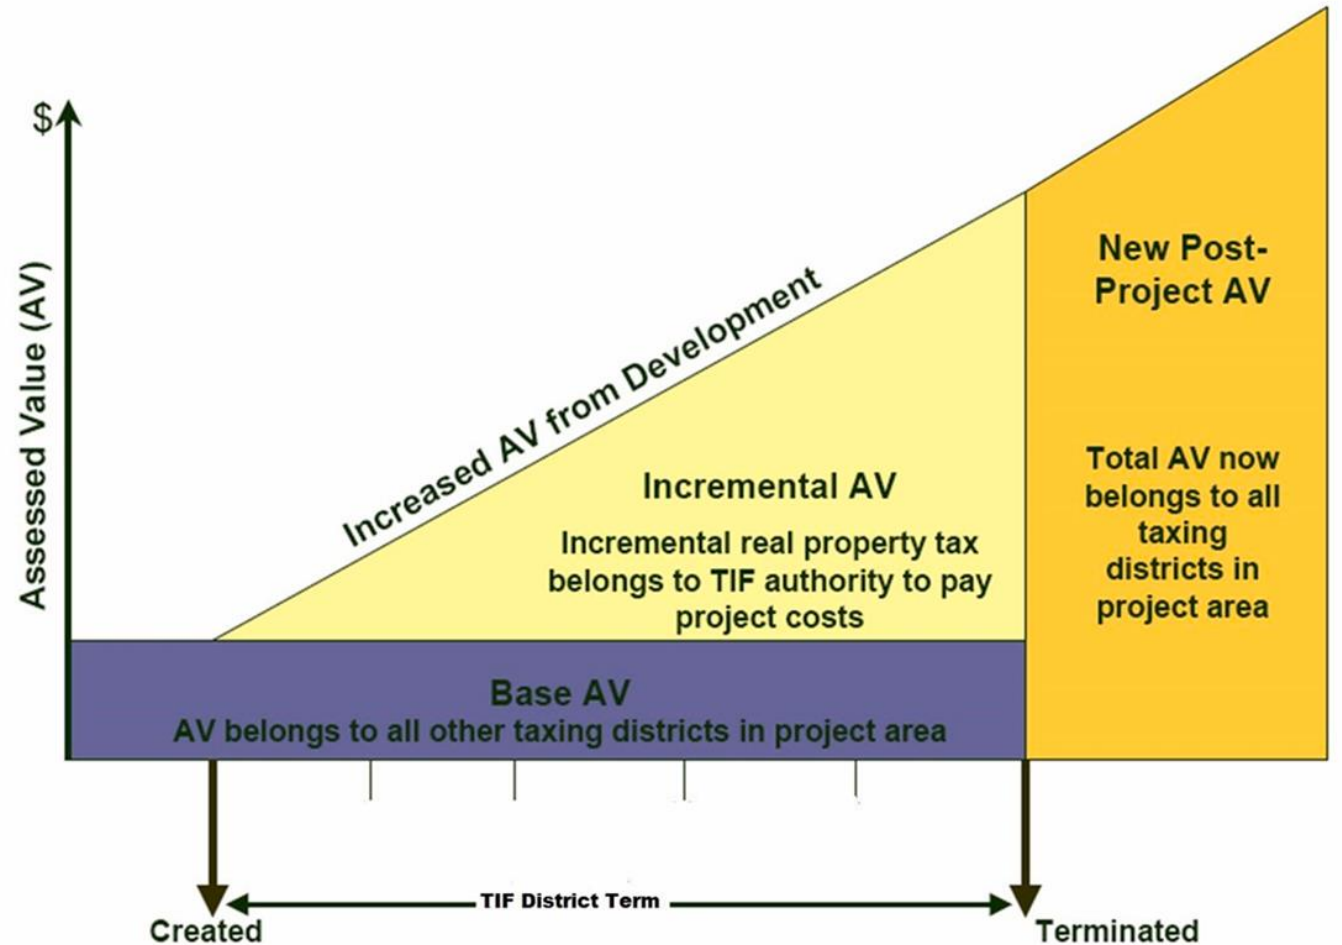 $
Assessed Value (AV)
Increased AV from Development
New Post-
Project AV
Incremental AV
Incremental real property tax
belongs to TIF authority to pay
project costs
Total AV now
belongs to all
taxing
districts in
project area
Base AV
AV belongs to all other taxing districts in project area
TIF District Term
Created
Terminated